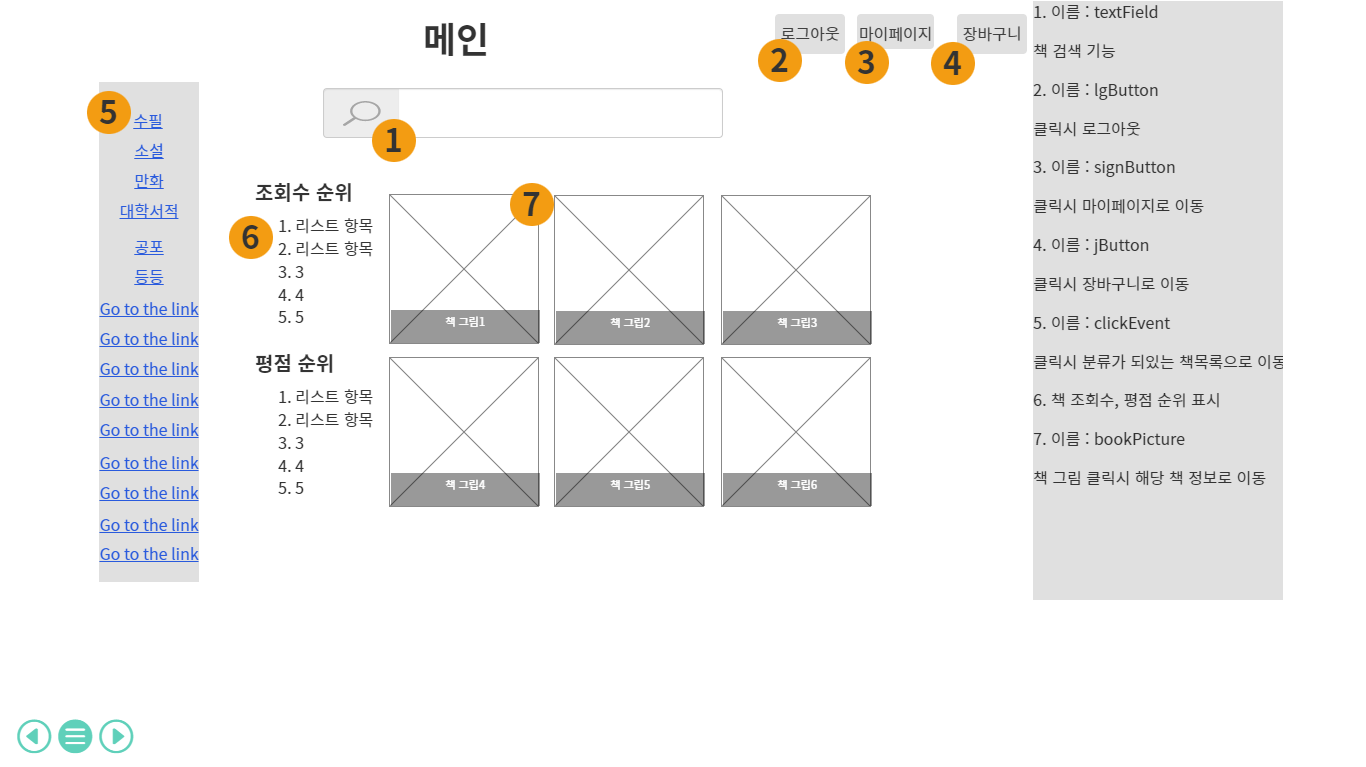 메인
로그아웃
마이페이지
장바구니
2
3
4
1
5
수필
소설
만화
대학서적
공포
등등
Go to the link
Go to the link
Go to the link
Go to the link
Go to the link
Go to the link
Go to the link
Go to the link
Go to the link
조회수 순위
6
1. 리스트 항목
2. 리스트 항목
3. 3
4. 4
5. 5
평점 순위
1. 리스트 항목
2. 리스트 항목
3. 3
4. 4
5. 5
7
책 그림1
책 그립2
책 그림3
책 그림4
책 그림5
책 그림6
1. 이름 : textField
책 검색 기능
2. 이름 : lgButton
클릭시 로그아웃
3. 이름 : signButton
클릭시 마이페이지로 이동
4. 이름 : jButton
클릭시 장바구니로 이동
5. 이름 : clickEvent
클릭시 분류가 되있는 책목록으로 이동
6. 책 조회수, 평점 순위 표시
7. 이름 : bookPicture
책 그림 클릭시 해당 책 정보로 이동